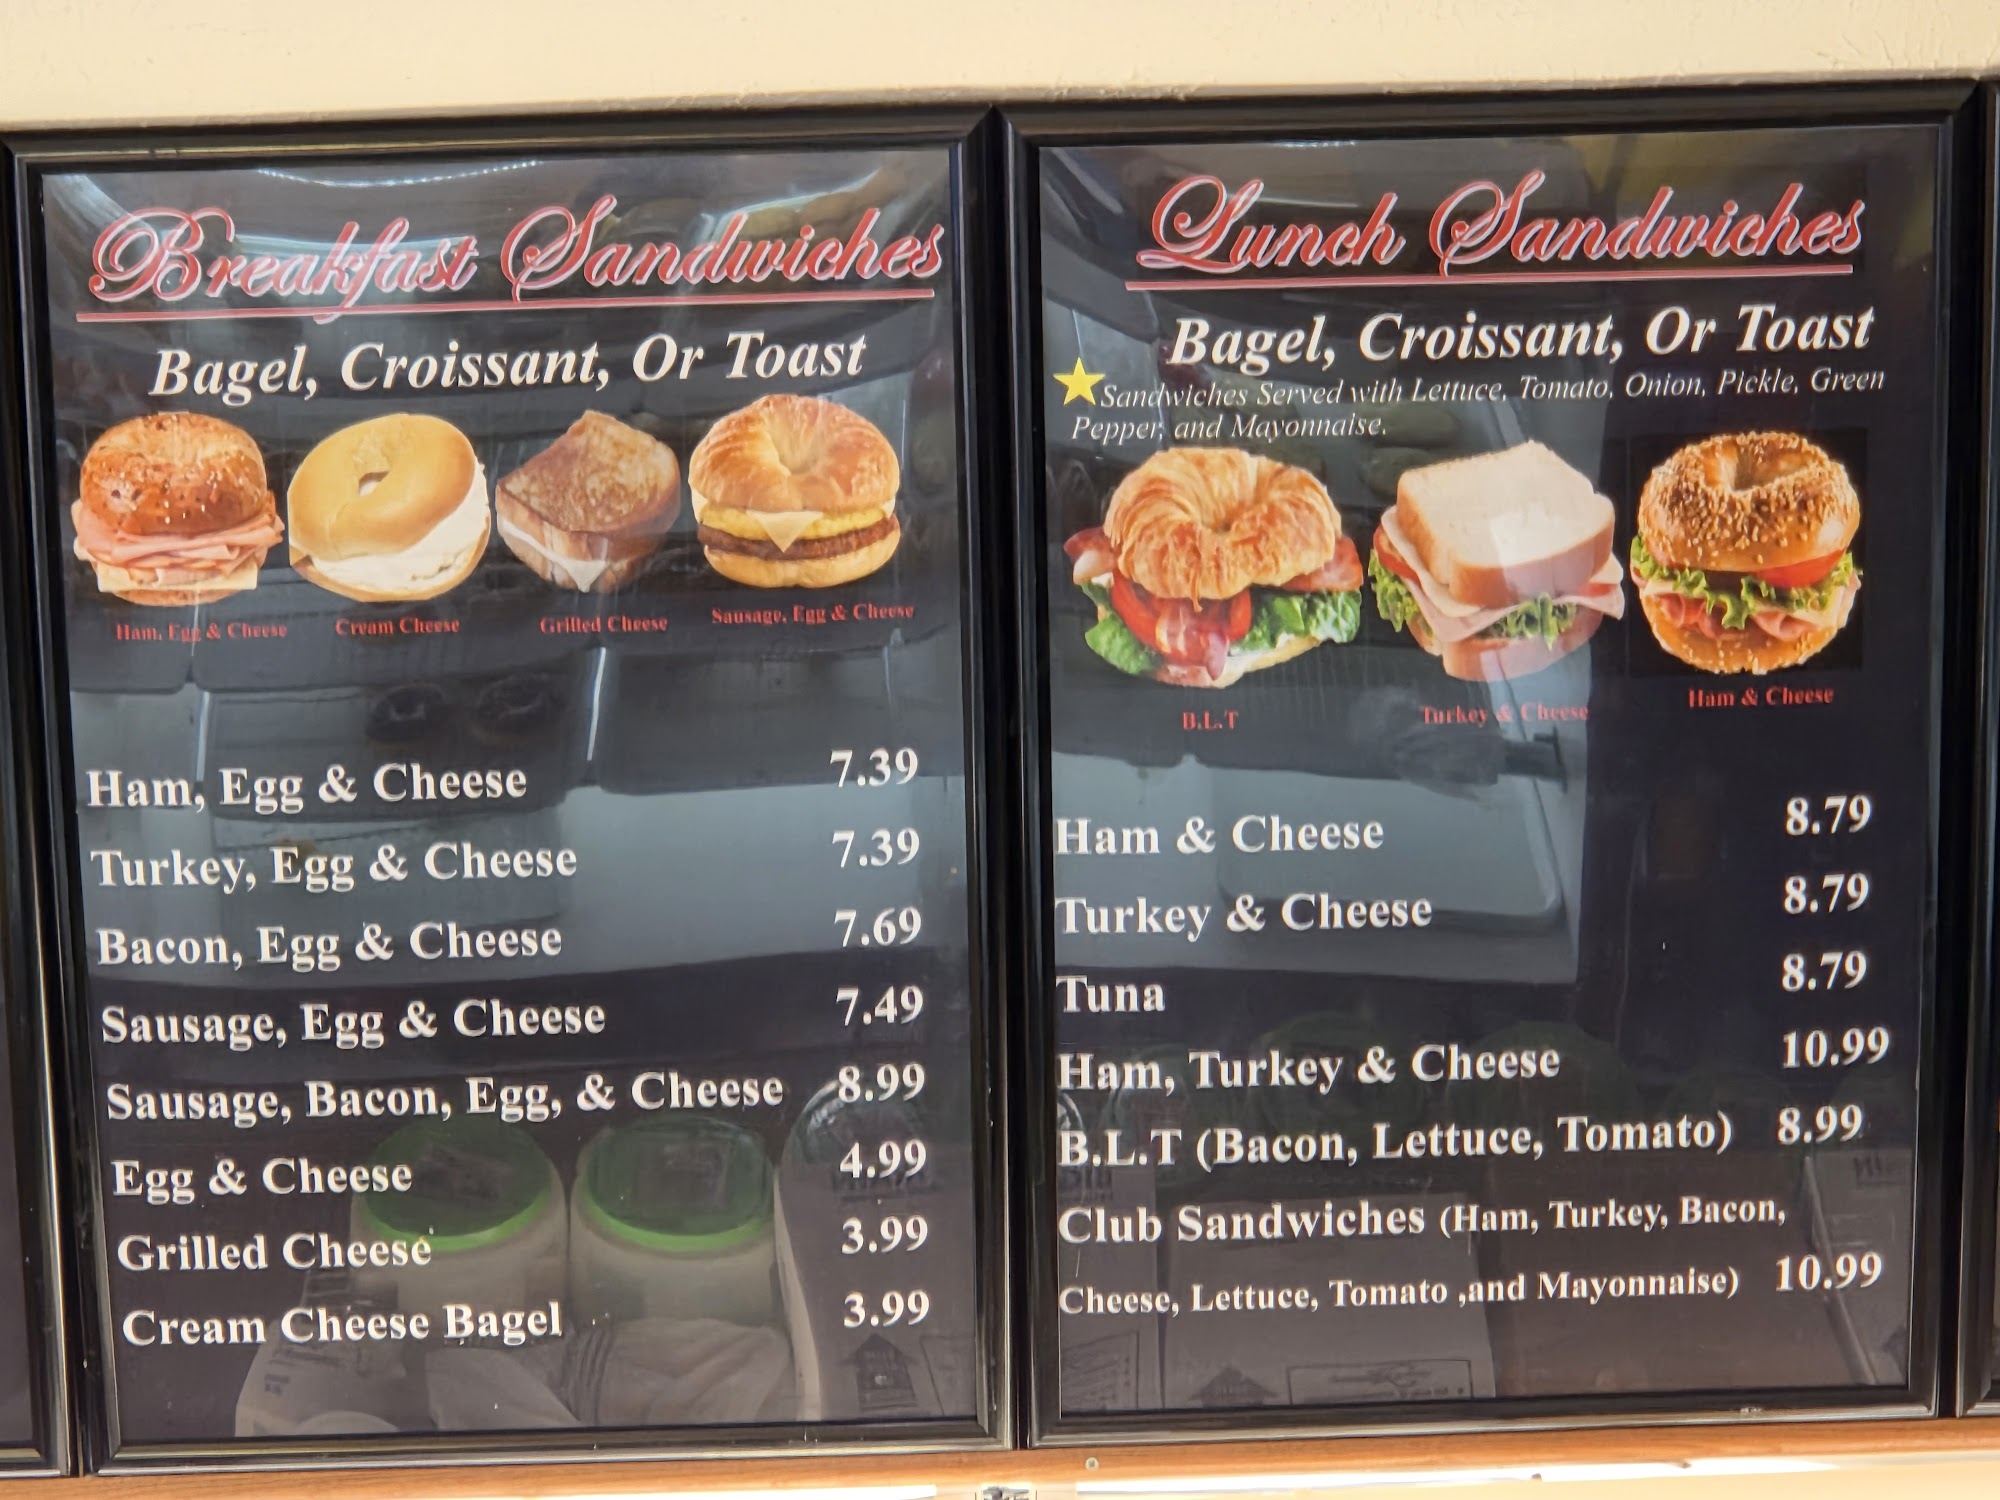 Breakfast Sandwiches
Bagel, Croissant, Or Toast
Ham, Egg & Cheese
Cream Cheese
Grilled Cheese
Sausage, Egg & Cheese
Ham, Egg & Cheese 7.39
Turkey, Egg & Cheese 7.39
Bacon, Egg & Cheese 7.69
Sausage, Egg & Cheese 7.49
Sausage, Bacon, Egg, & Cheese 8.99
Egg & Cheese 4.99
Grilled Cheese 3.99
Cream Cheese Bagel 3.99
Lunch Sandwiches
Bagel, Croissant, Or Toast
Sandwiches Served with Lettuce, Tomato, Onion, Pickle, Green
Pepper, and Mayonnaise.
B.L.T
Turkey & Cheese
Ham & Cheese
Ham & Cheese 8.79
Turkey & Cheese 8.79
Tuna 8.79
Ham, Turkey & Cheese 10.99
B.L.T (Bacon, Lettuce, Tomato) 8.99
Club Sandwiches (Ham, Turkey, Bacon,
Cheese, Lettuce, Tomato ,and Mayonnaise) 10.99